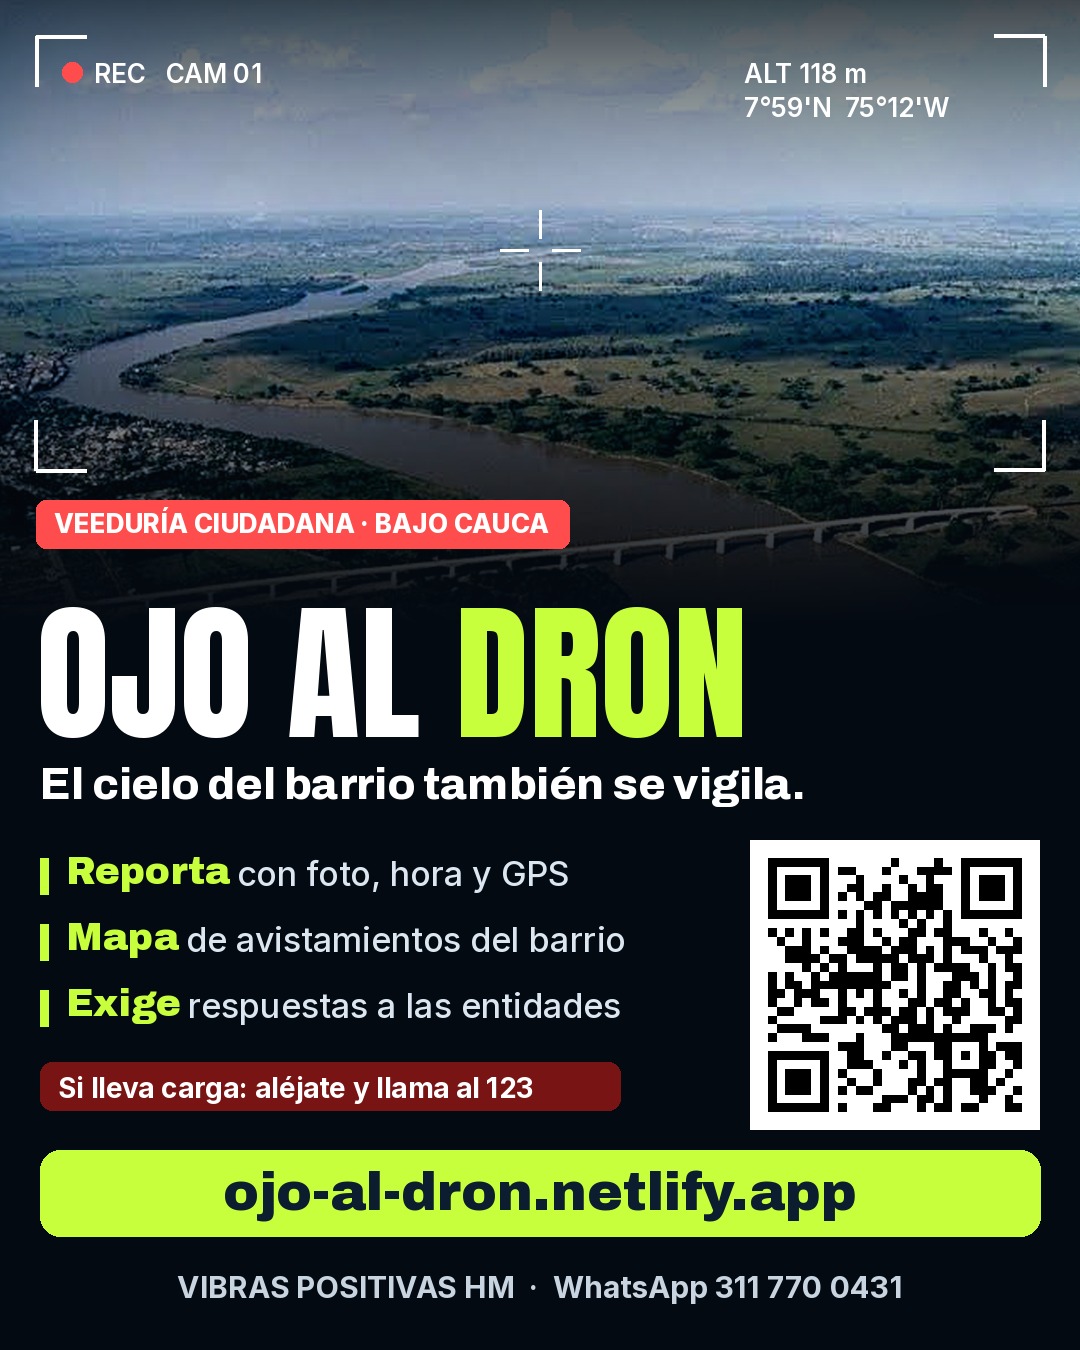 REC CAM 01
ALT 118 m
7°59'N 75°12'W
VEEDURÍA CIUDADANA · BAJO CAUCA
OJO AL DRON
El cielo del barrio también se vigila.
Reporta con foto, hora y GPS
Mapa de avistamientos del barrio
Exige respuestas a las entidades
Si lleva carga: aléjate y llama al 123
ojo-al-dron.netlify.app
VIBRAS POSITIVAS HM · WhatsApp 311 770 0431